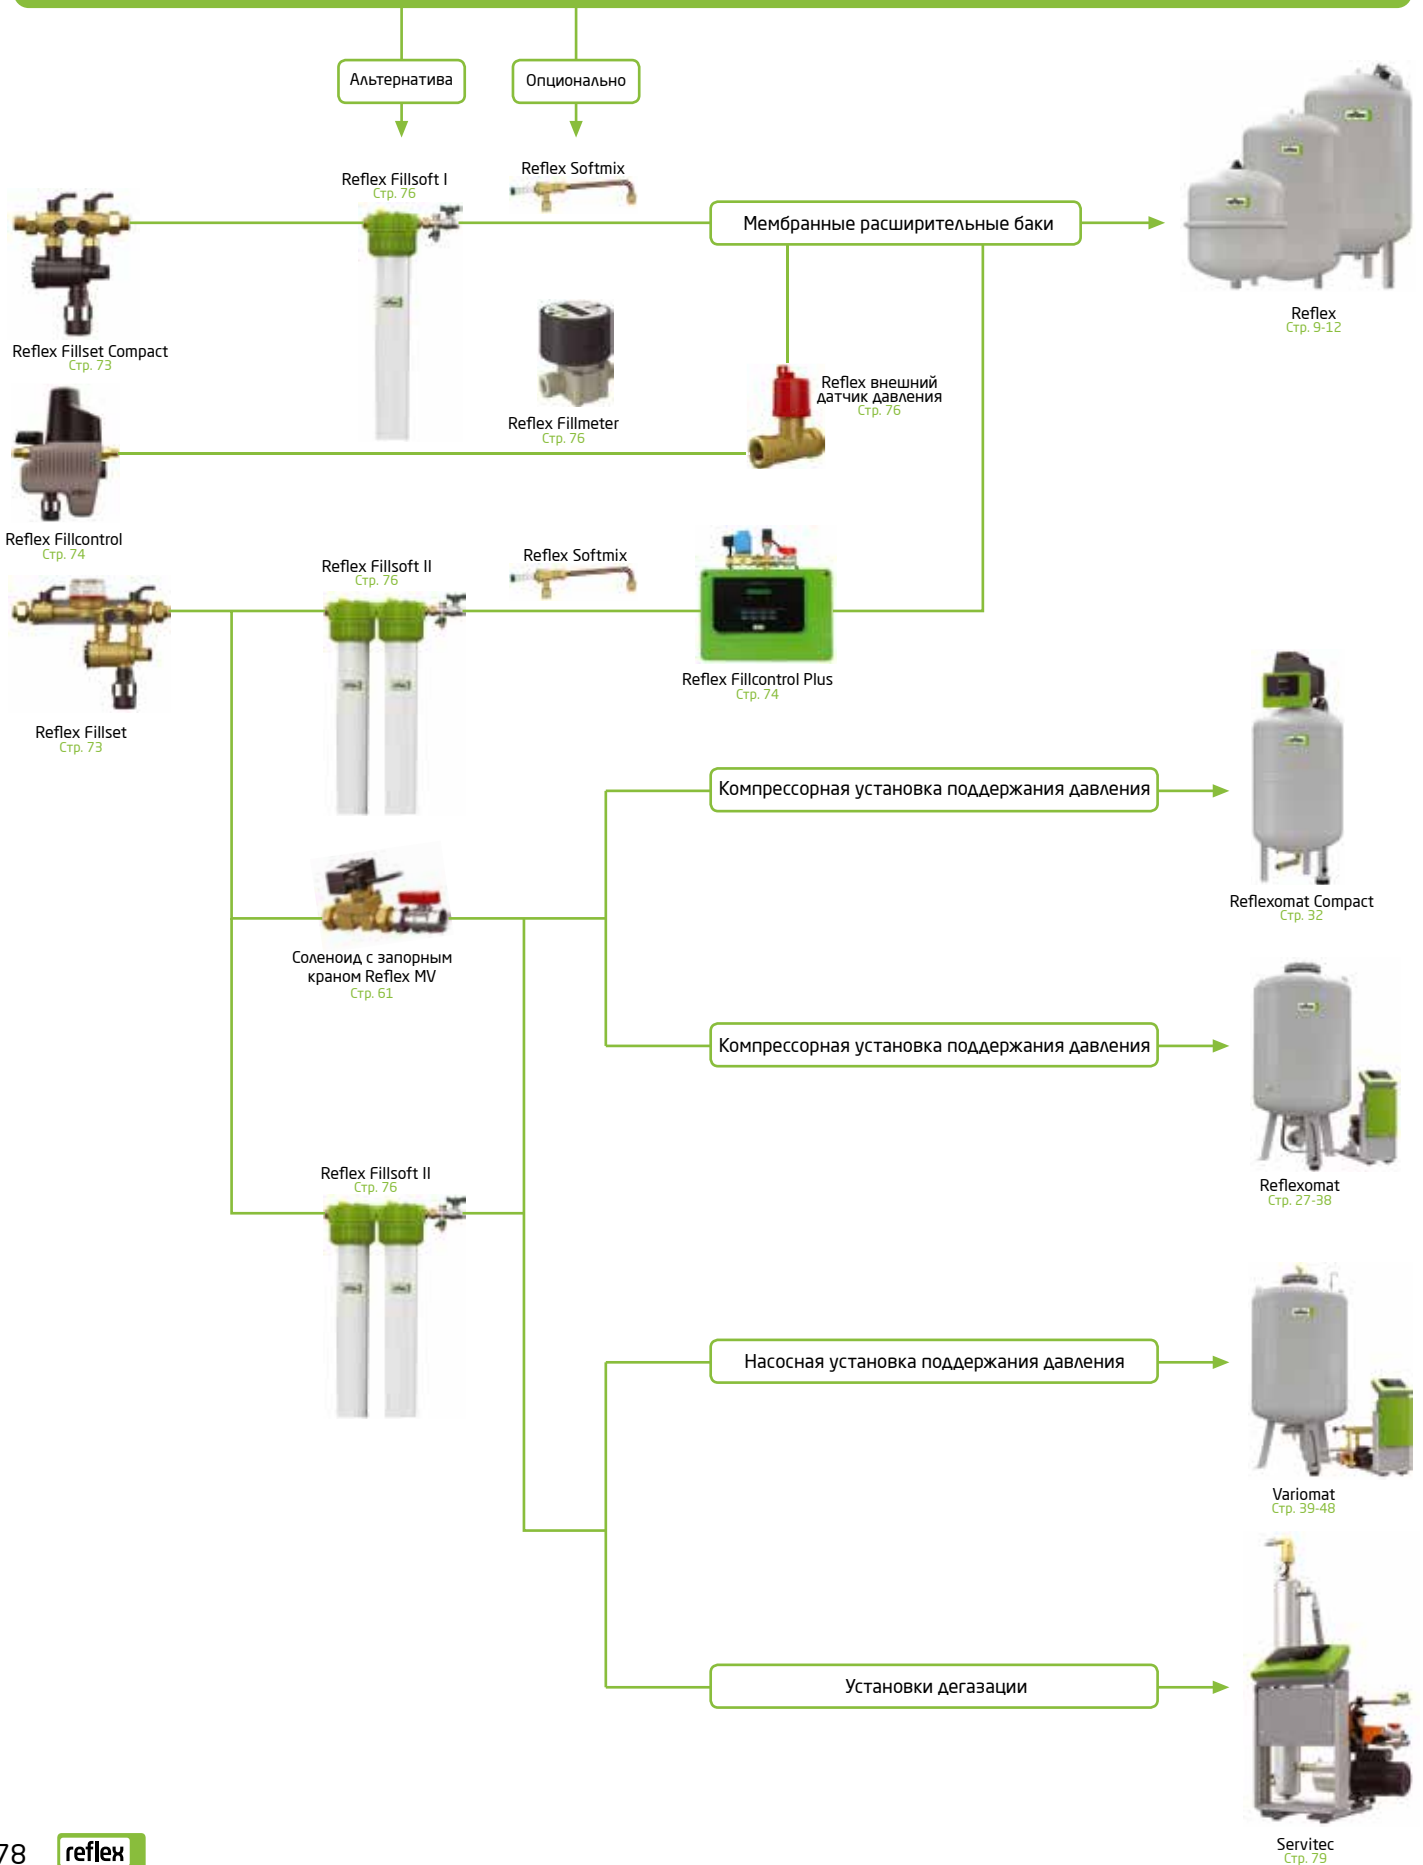 Альтернатива
Опционально
Reflex Fillsoft I
Стр. 76
Reflex Softmix
Мембранные расширительные баки
Reflex
Стр. 9-12
Reflex Fillset Compact
Стр. 73
Reflex Fillmeter
Стр. 76
Reflex внешний
датчик давления
Стр. 76
Reflex Fillcontrol
Стр. 74
Reflex Fillsoft II
Стр. 76
Reflex Softmix
Reflex Fillcontrol Plus
Стр. 74
Reflex Fillset
Стр. 73
Компрессорная установка поддержания давления
Reflexomat Compact
Стр. 32
Соленоид с запорным
краном Reflex MV
Стр. 61
Компрессорная установка поддержания давления
Reflexomat
Стр. 27-38
Reflex Fillsoft II
Стр. 76
Насосная установка поддержания давления
Variomat
Стр. 39-48
Установки дегазации
Servitec
Стр. 79
78
reflex